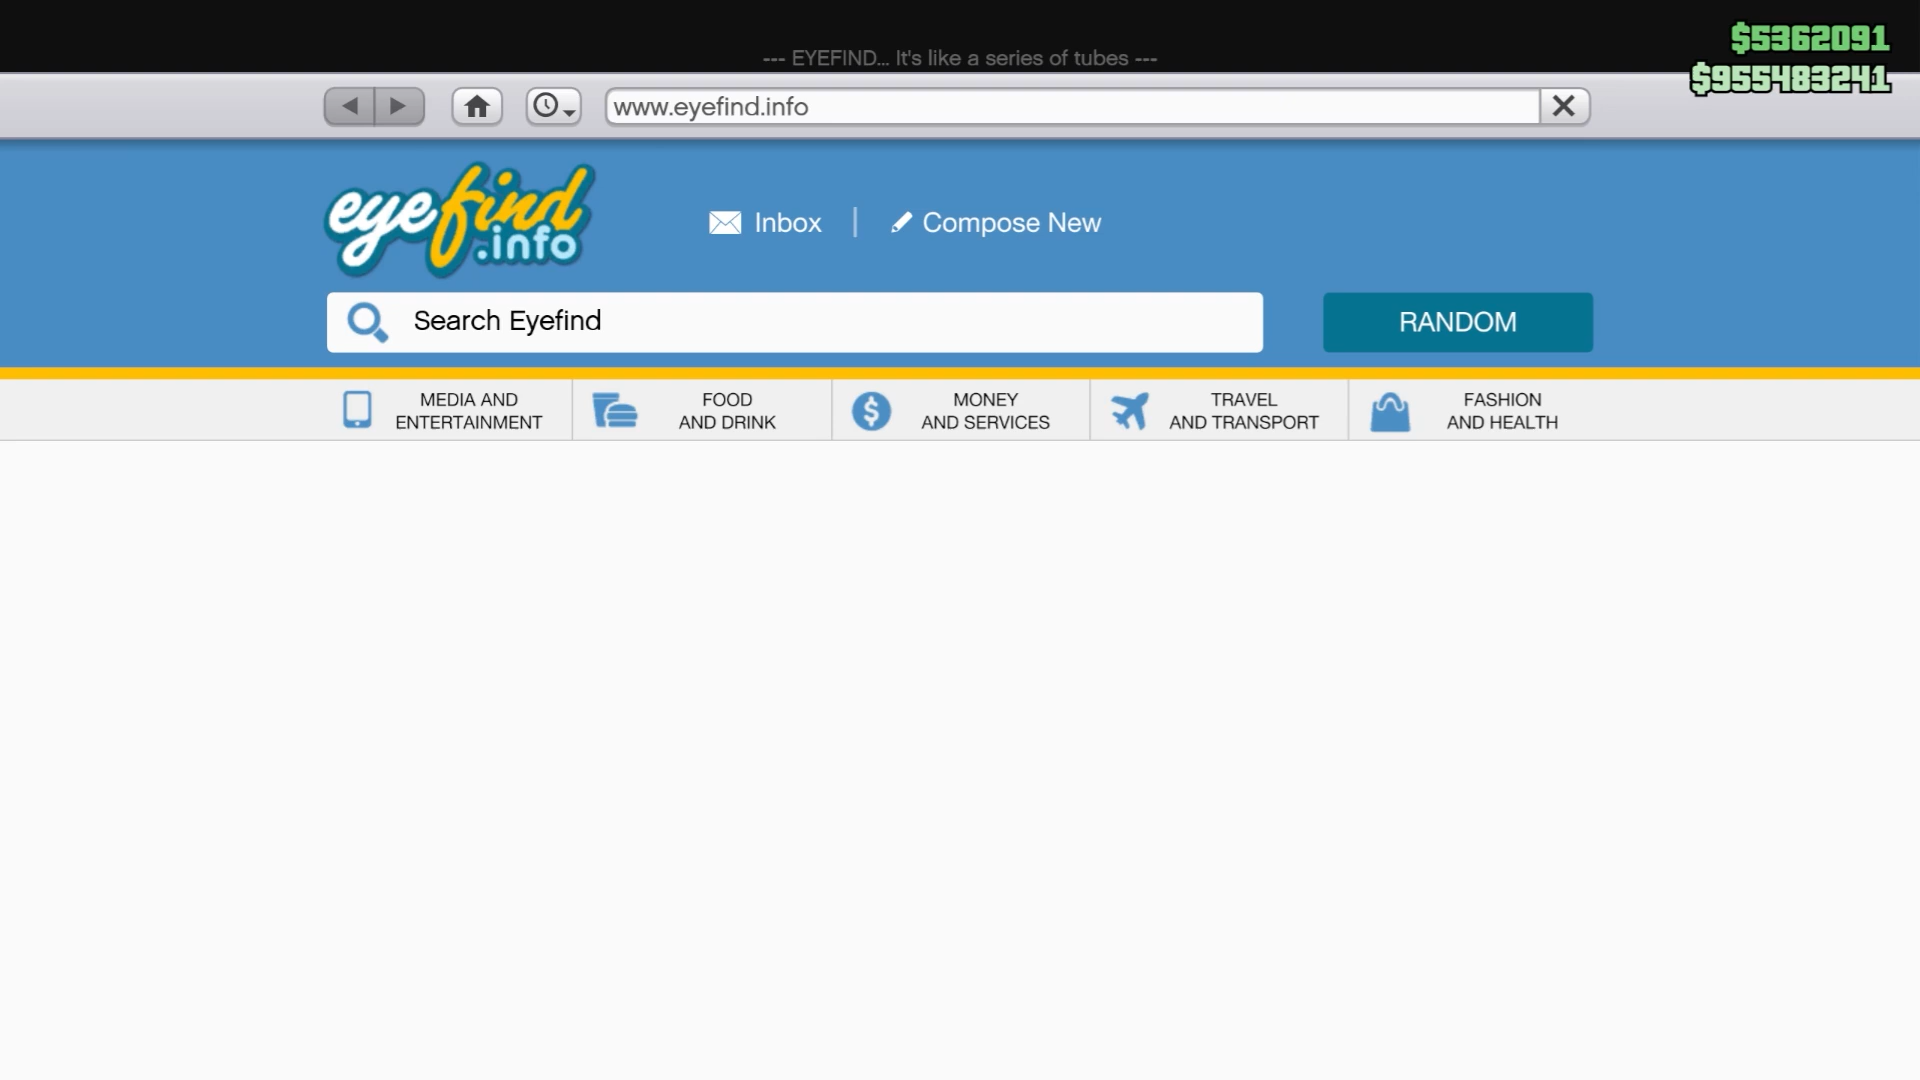 --- EYEFIND... It's like a series of tubes ---
$5362091
$955483241
www.eyefind.info
eyefind
.info
Inbox
Compose New
Search Eyefind
RANDOM
MEDIA AND
ENTERTAINMENT
FOOD
AND DRINK
MONEY
AND SERVICES
TRAVEL
AND TRANSPORT
FASHION
AND HEALTH